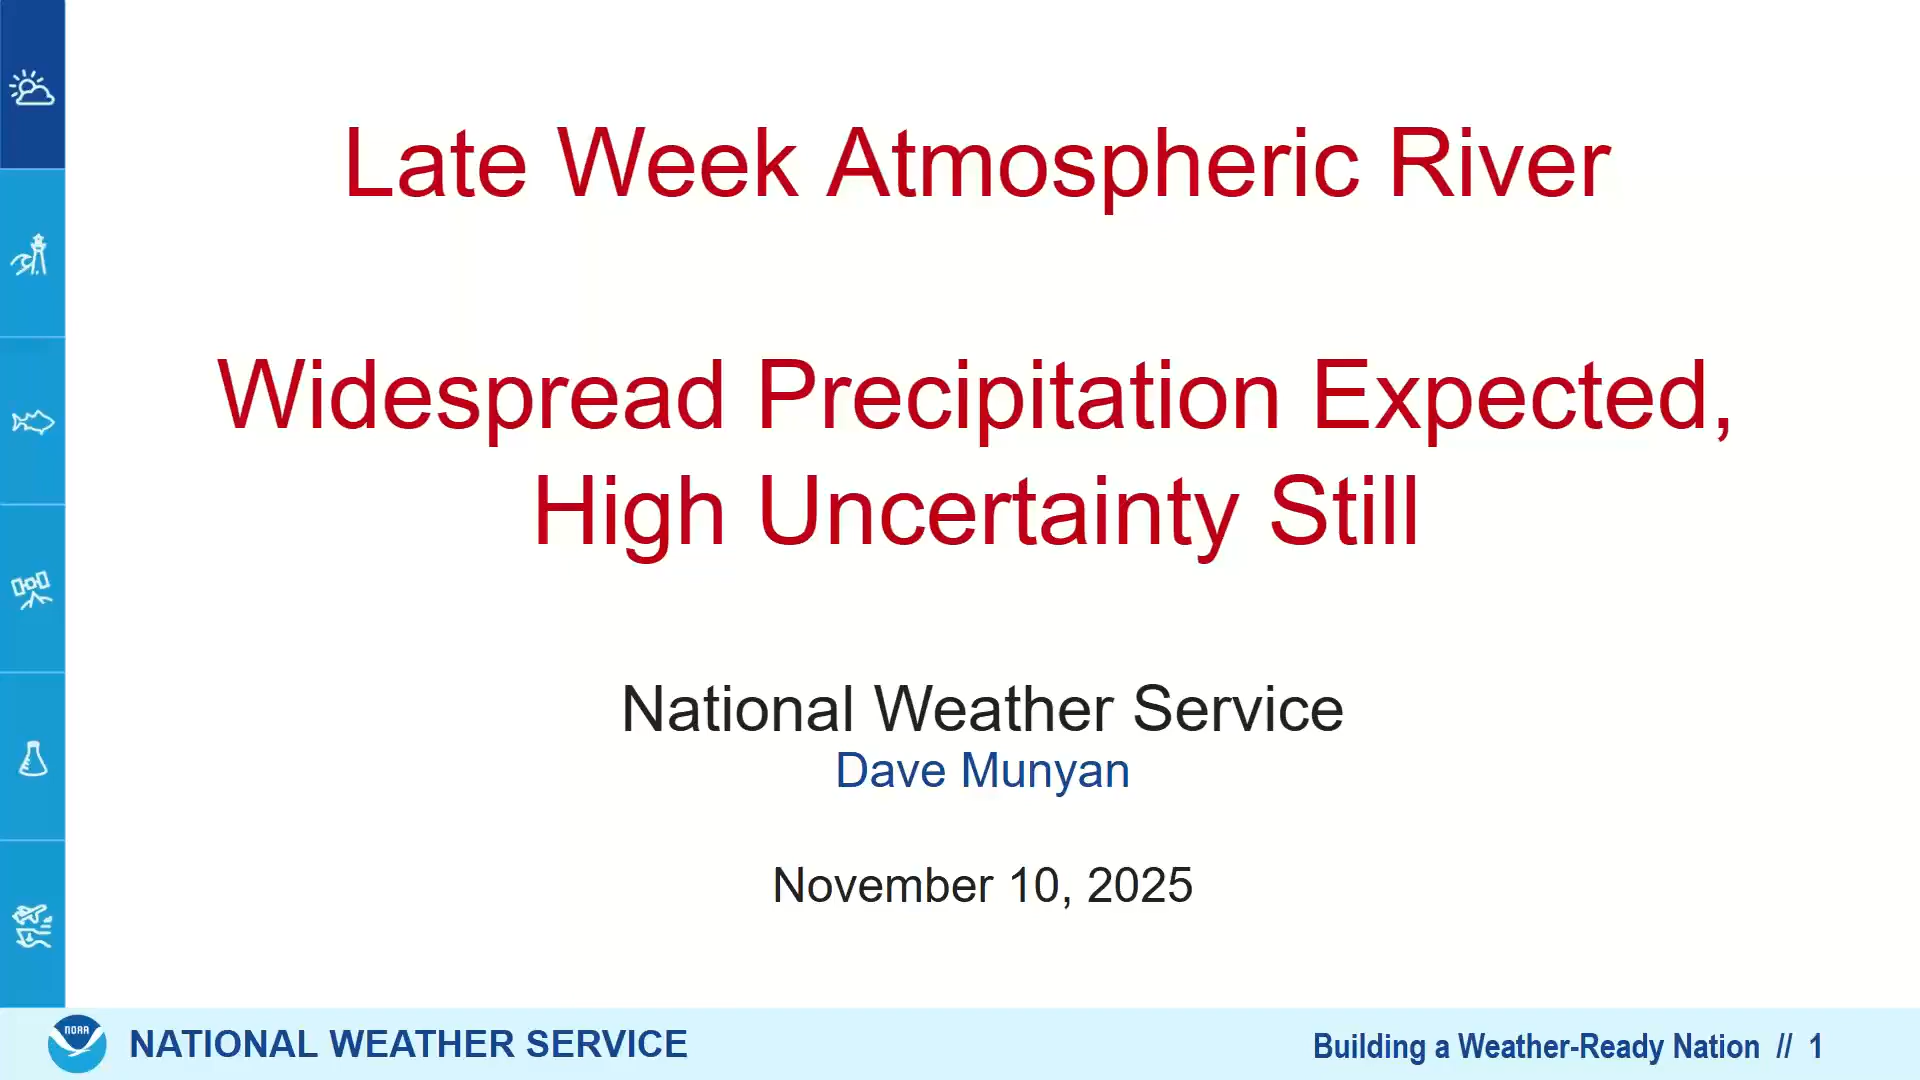 Late Week Atmospheric River
Widespread Precipitation Expected,
High Uncertainty Still
National Weather Service
Dave Munyan
November 10, 2025
NOAA
NATIONAL WEATHER SERVICE
Building a Weather-Ready Nation // 1